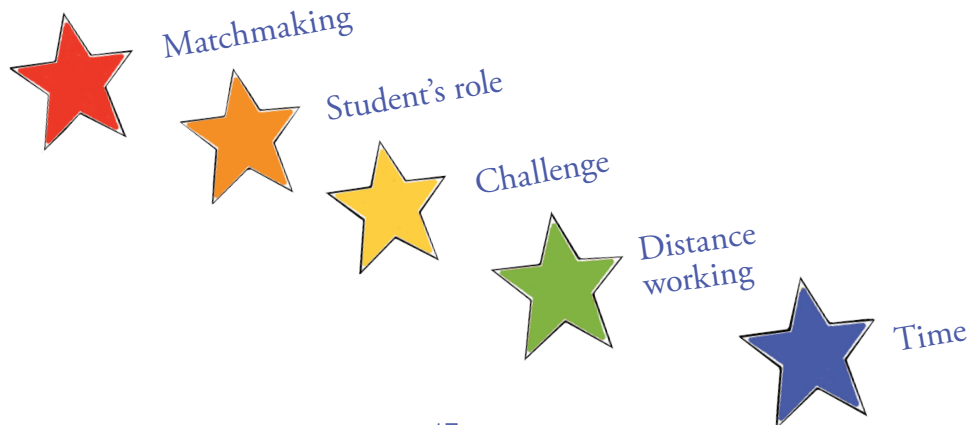 Matchmaking
Student’s role
Challenge
Distance
working
Time